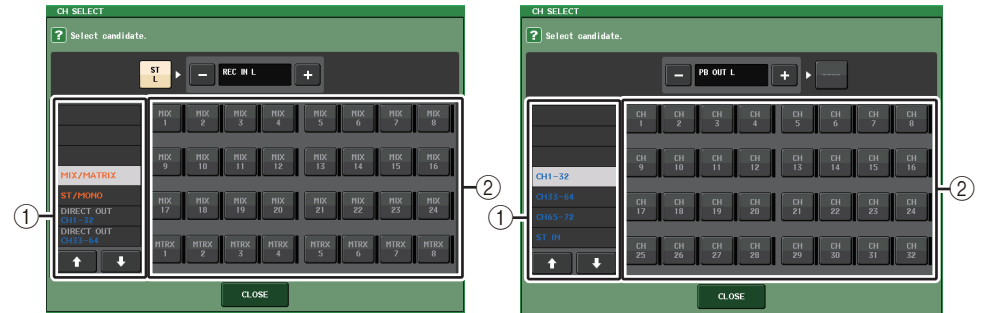 CH SELECT
? Select candidate.
ST L − REC IN L +
MIX 1 MIX 2 MIX 3 MIX 4 MIX 5 MIX 6 MIX 7 MIX 8
MIX 9 MIX 10 MIX 11 MIX 12 MIX 13 MIX 14 MIX 15 MIX 16
MIX/MATRIX
ST/MONO
MIX 17 MIX 18 MIX 19 MIX 20 MIX 21 MIX 22 MIX 23 MIX 24
DIRECT OUT
CH1-32
DIRECT OUT
CH33-64
MTRX 1 MTRX 2 MTRX 3 MTRX 4 MTRX 5 MTRX 6 MTRX 7 MTRX 8
1
2
CLOSE
CH SELECT
? Select candidate.
− PB OUT L + ----
CH 1 CH 2 CH 3 CH 4 CH 5 CH 6 CH 7 CH 8
CH 9 CH 10 CH 11 CH 12 CH 13 CH 14 CH 15 CH 16
CH1-32
CH33-64
CH 17 CH 18 CH 19 CH 20 CH 21 CH 22 CH 23 CH 24
CH65-72
ST IN
CH 25 CH 26 CH 27 CH 28 CH 29 CH 30 CH 31 CH 32
1
2
CLOSE